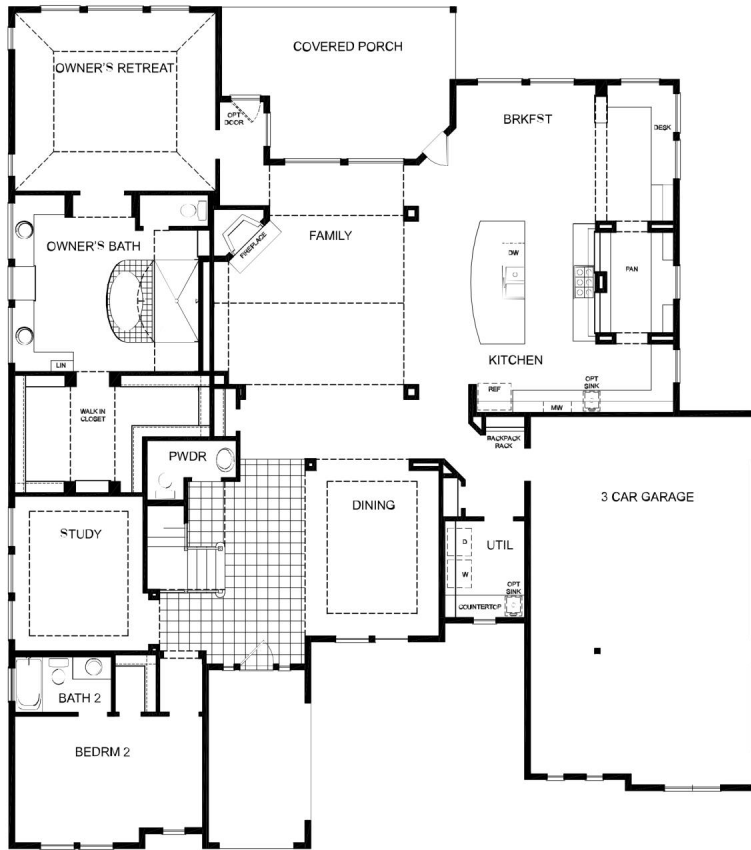 COVERED PORCH
OWNER'S RETREAT
OPT
DOOR
BRKFST
DESK
FAMILY
OWNER'S BATH
FIREPLACE
DW
PAN
KITCHEN
LIN
REF
MW
OPT
SINK
WALK IN
CLOSET
BACKPACK
RACK
PWDR
DINING
3 CAR GARAGE
STUDY
D
W
UTIL
OPT
SINK
COUNTERTOP
BATH 2
BEDRM 2